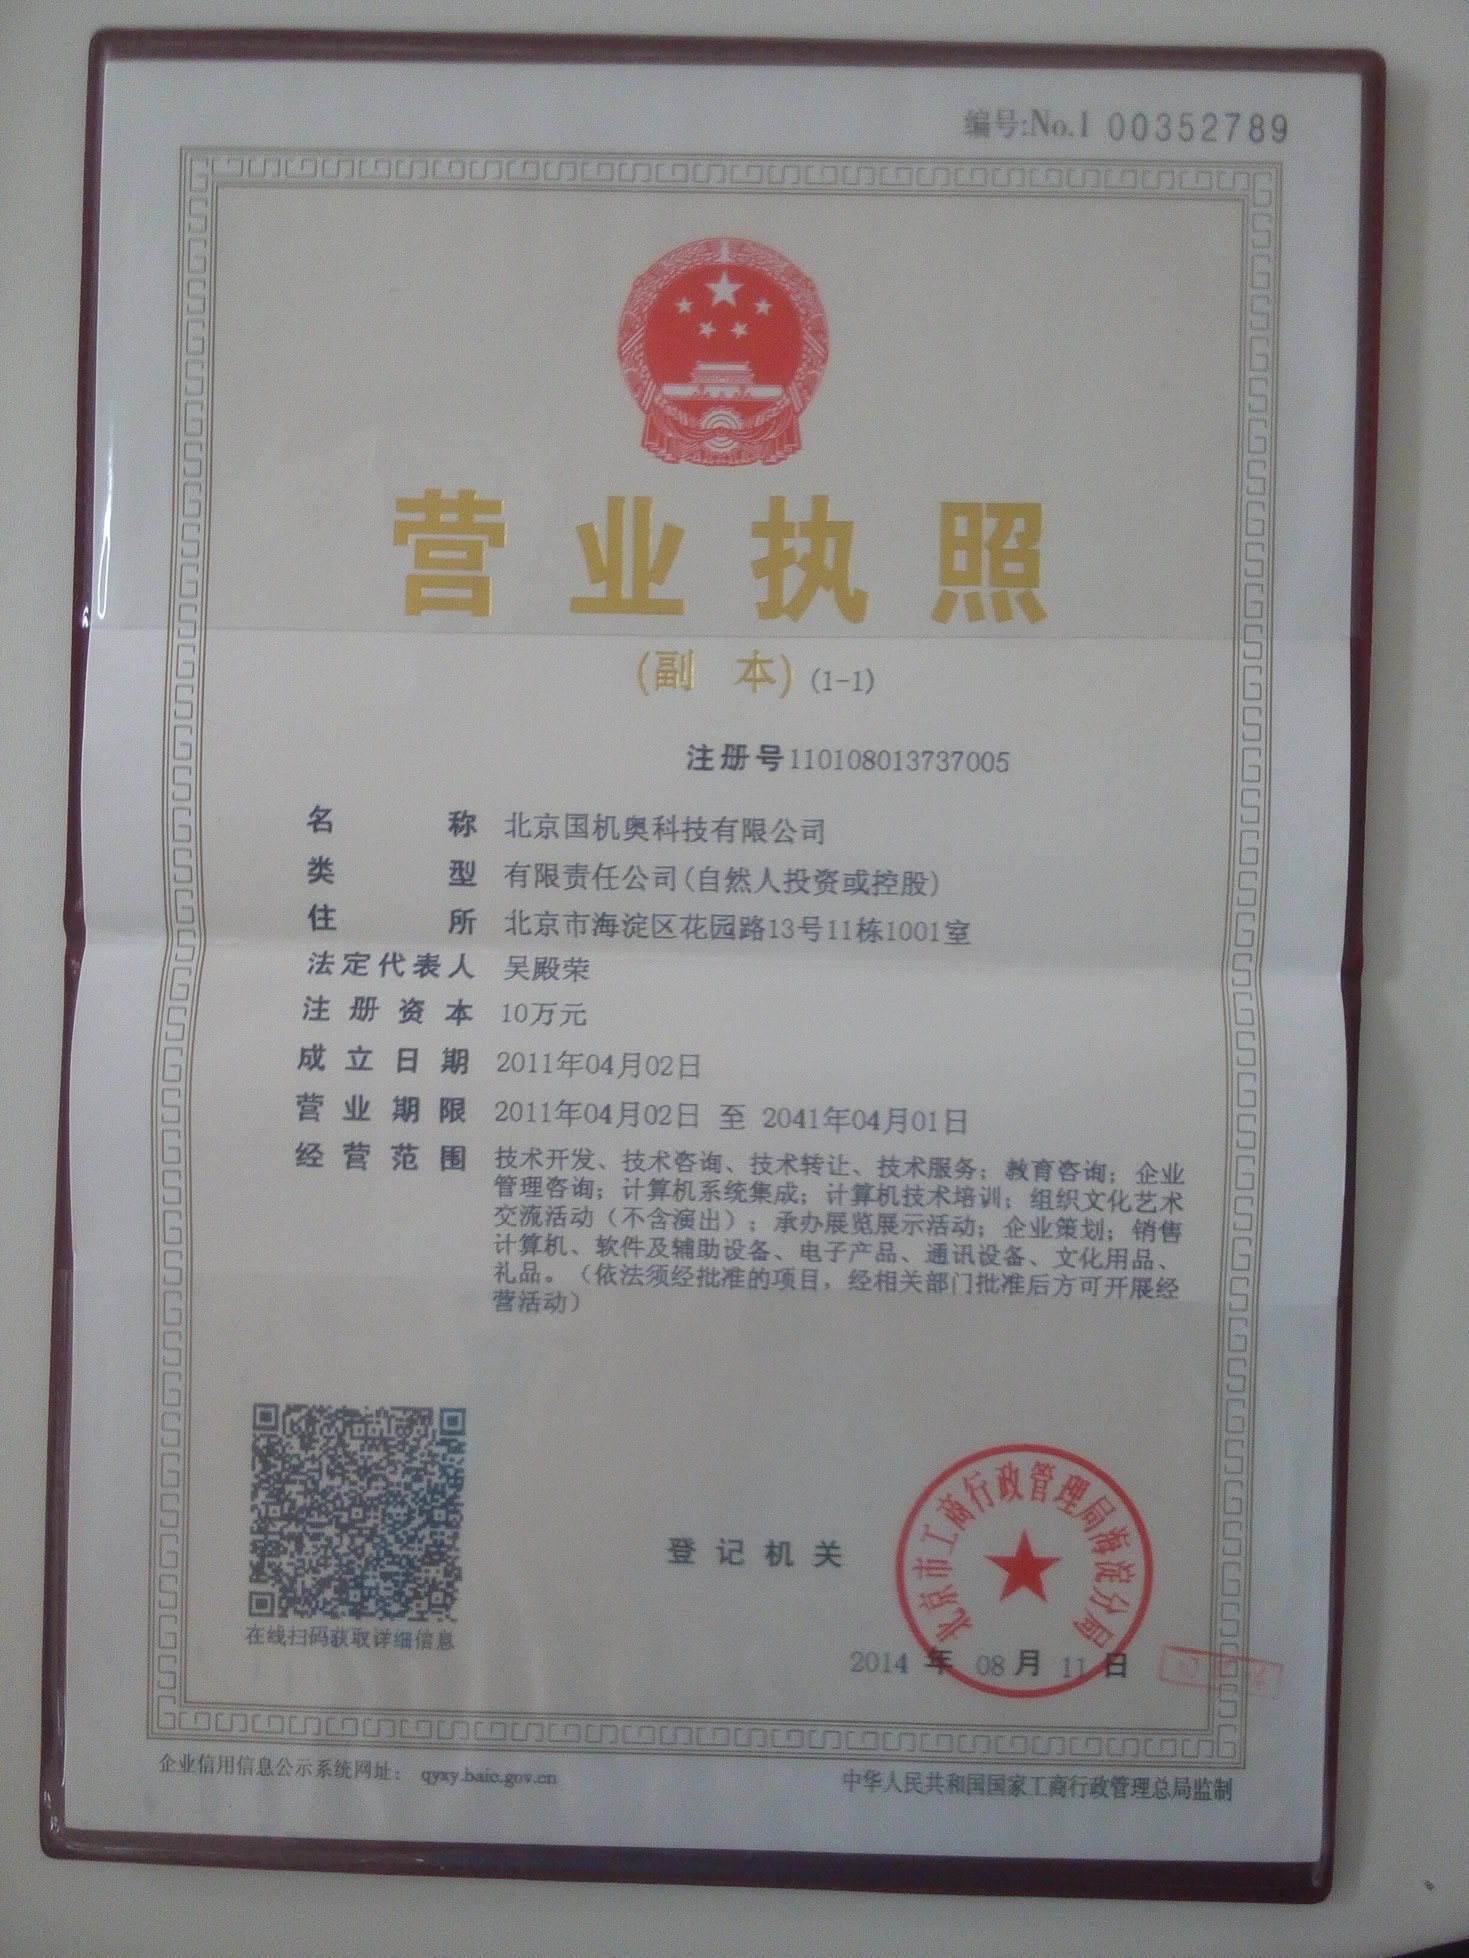 编号:No.1 00352789
营业执照
(副 本) (1-1)
注册号110108013737005
名 称 北京国机奥科技有限公司
类 型 有限责任公司(自然人投资或控股)
住 所 北京市海淀区花园路13号11栋1001室
法定代表人 吴殿荣
注册资本 10万元
成立日期 2011年04月02日
营业期限 2011年04月02日 至 2041年04月01日
经营范围 技术开发、技术咨询、技术转让、技术服务；教育咨询；企业
管理咨询；计算机系统集成；计算机技术培训；组织文化艺术
交流活动（不含演出）；承办展览展示活动；企业策划；销售
计算机、软件及辅助设备、电子产品、通讯设备、文化用品、
礼品。（依法须经批准的项目，经相关部门批准后方可开展经
营活动）
登记机关
北京市工商行政管理局海淀分局
在线扫码获取详细信息
2014 年 08 月 11 日
企业信用信息公示系统网址： qyxy.baic.gov.cn
中华人民共和国国家工商行政管理总局监制